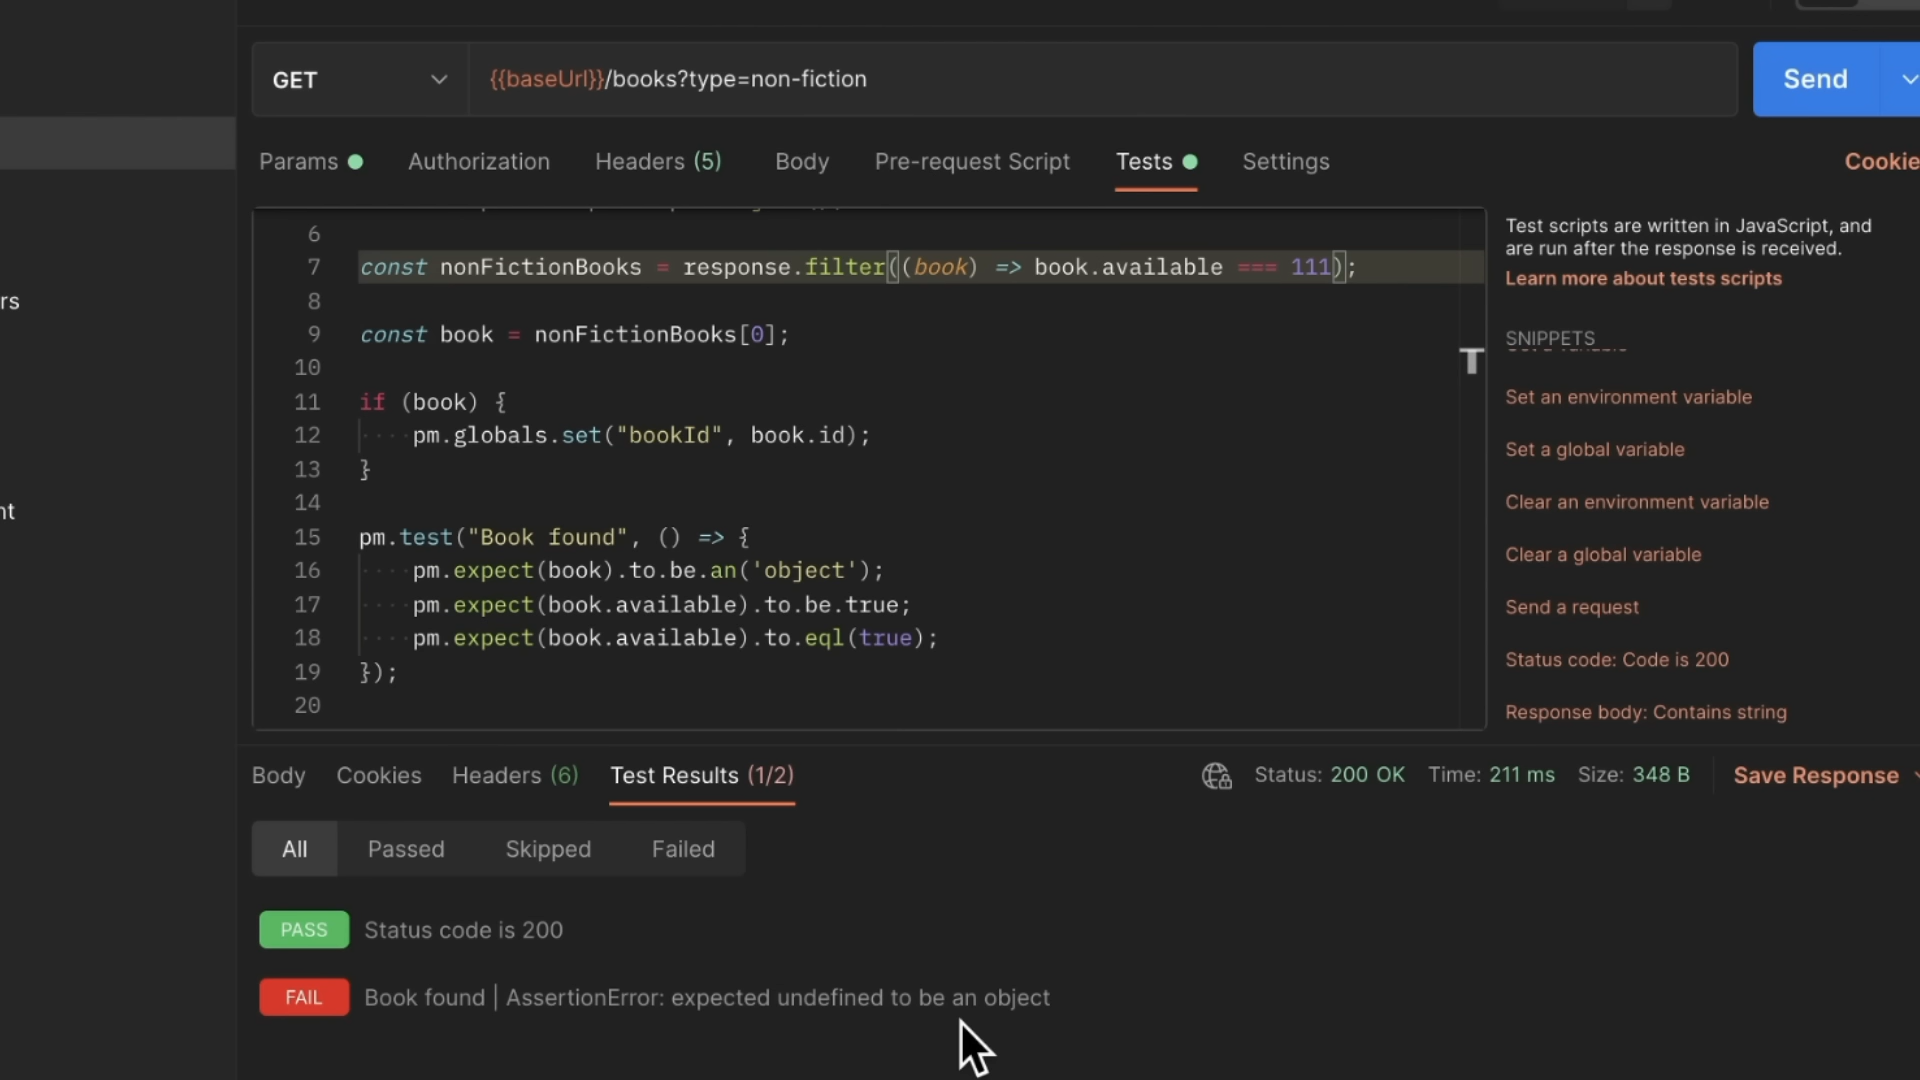 GET
{{baseUrl}}/books?type=non-fiction
Send
Params
Authorization
Headers (5)
Body
Pre-request Script
Tests
Settings
Cookie
rs
nt
6
7 const nonFictionBooks = response.filter((book) => book.available === 111);
8
9 const book = nonFictionBooks[0];
10
11 if (book) {
12 pm.globals.set("bookId", book.id);
13 }
14
15 pm.test("Book found", () => {
16 pm.expect(book).to.be.an('object');
17 pm.expect(book.available).to.be.true;
18 pm.expect(book.available).to.eql(true);
19 });
20
Test scripts are written in JavaScript, and
are run after the response is received.
Learn more about tests scripts
SNIPPETS
Set an environment variable
Set a global variable
Clear an environment variable
Clear a global variable
Send a request
Status code: Code is 200
Response body: Contains string
Body
Cookies
Headers (6)
Test Results (1/2)
Status: 200 OK
Time: 211 ms
Size: 348 B
Save Response
All
Passed
Skipped
Failed
PASS
Status code is 200
FAIL
Book found | AssertionError: expected undefined to be an object